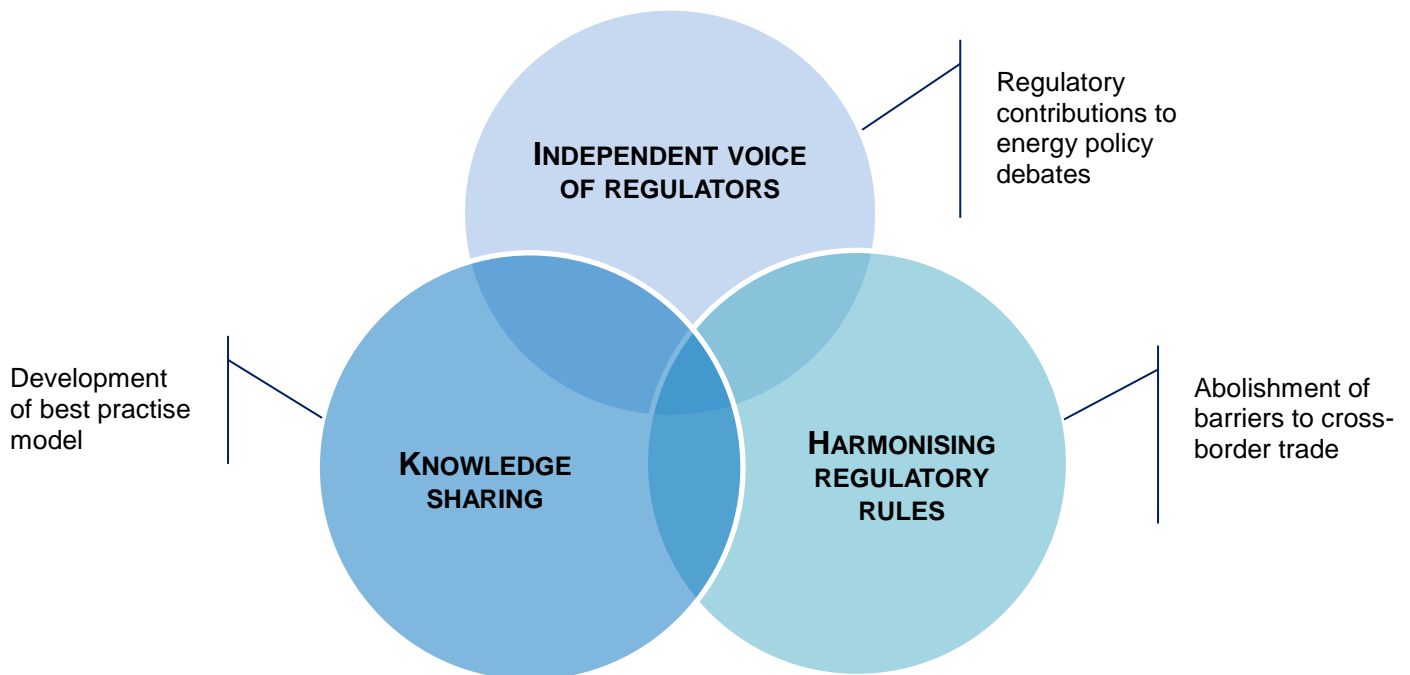 INDEPENDENT VOICE
OF REGULATORS
Regulatory
contributions to
energy policy
debates
Development
of best practise
model
KNOWLEDGE
SHARING
HARMONISING
REGULATORY
RULES
Abolishment of
barriers to cross-
border trade